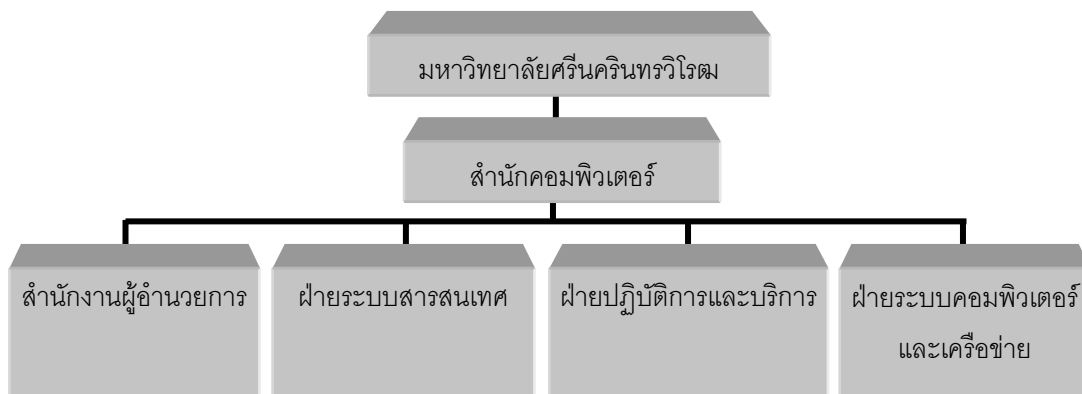 มหาวิทยาลัยศรีนครินทรวิโรฒ
สำนักคอมพิวเตอร์
สำนักงานผู้อำนวยการ
ฝ่ายระบบสารสนเทศ
ฝ่ายปฏิบัติการและบริการ
ฝ่ายระบบคอมพิวเตอร์
และเครือข่าย